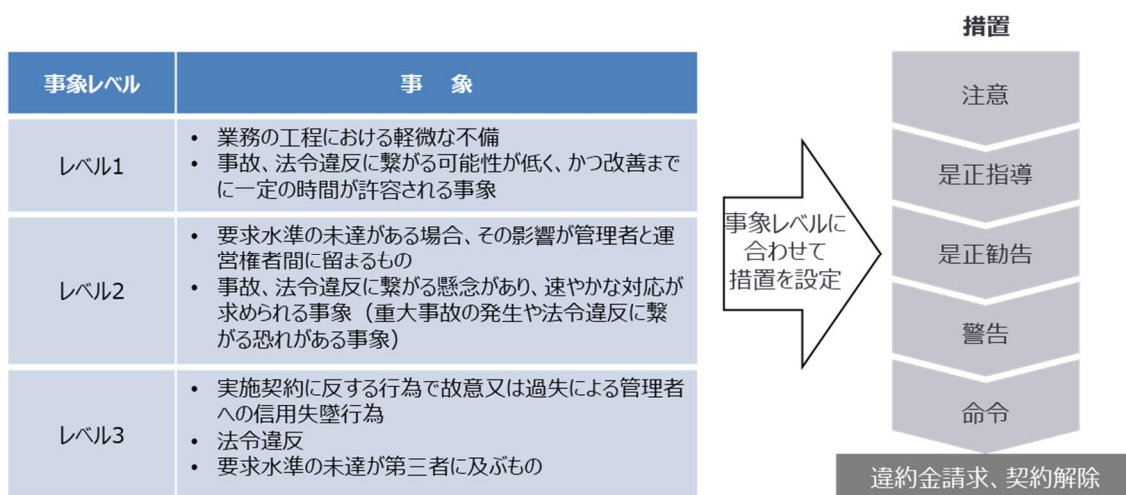 事象レベル 事 象
レベル1
• 業務の工程における軽微な不備
• 事故、法令違反に繋がる可能性が低く、かつ改善まで
に一定の時間が許容される事象
レベル2
• 要求水準の未達がある場合、その影響が管理者と運
営権者間に留まるもの
• 事故、法令違反に繋がる懸念があり、速やかな対応が
求められる事象（重大事故の発生や法令違反に繋
がる恐れがある事象）
レベル3
• 実施契約に反する行為で故意又は過失による管理者
への信用失墜行為
• 法令違反
• 要求水準の未達が第三者に及ぶもの
事象レベルに
合わせて
措置を設定
措置
注意
是正指導
是正勧告
警告
命令
違約金請求、契約解除